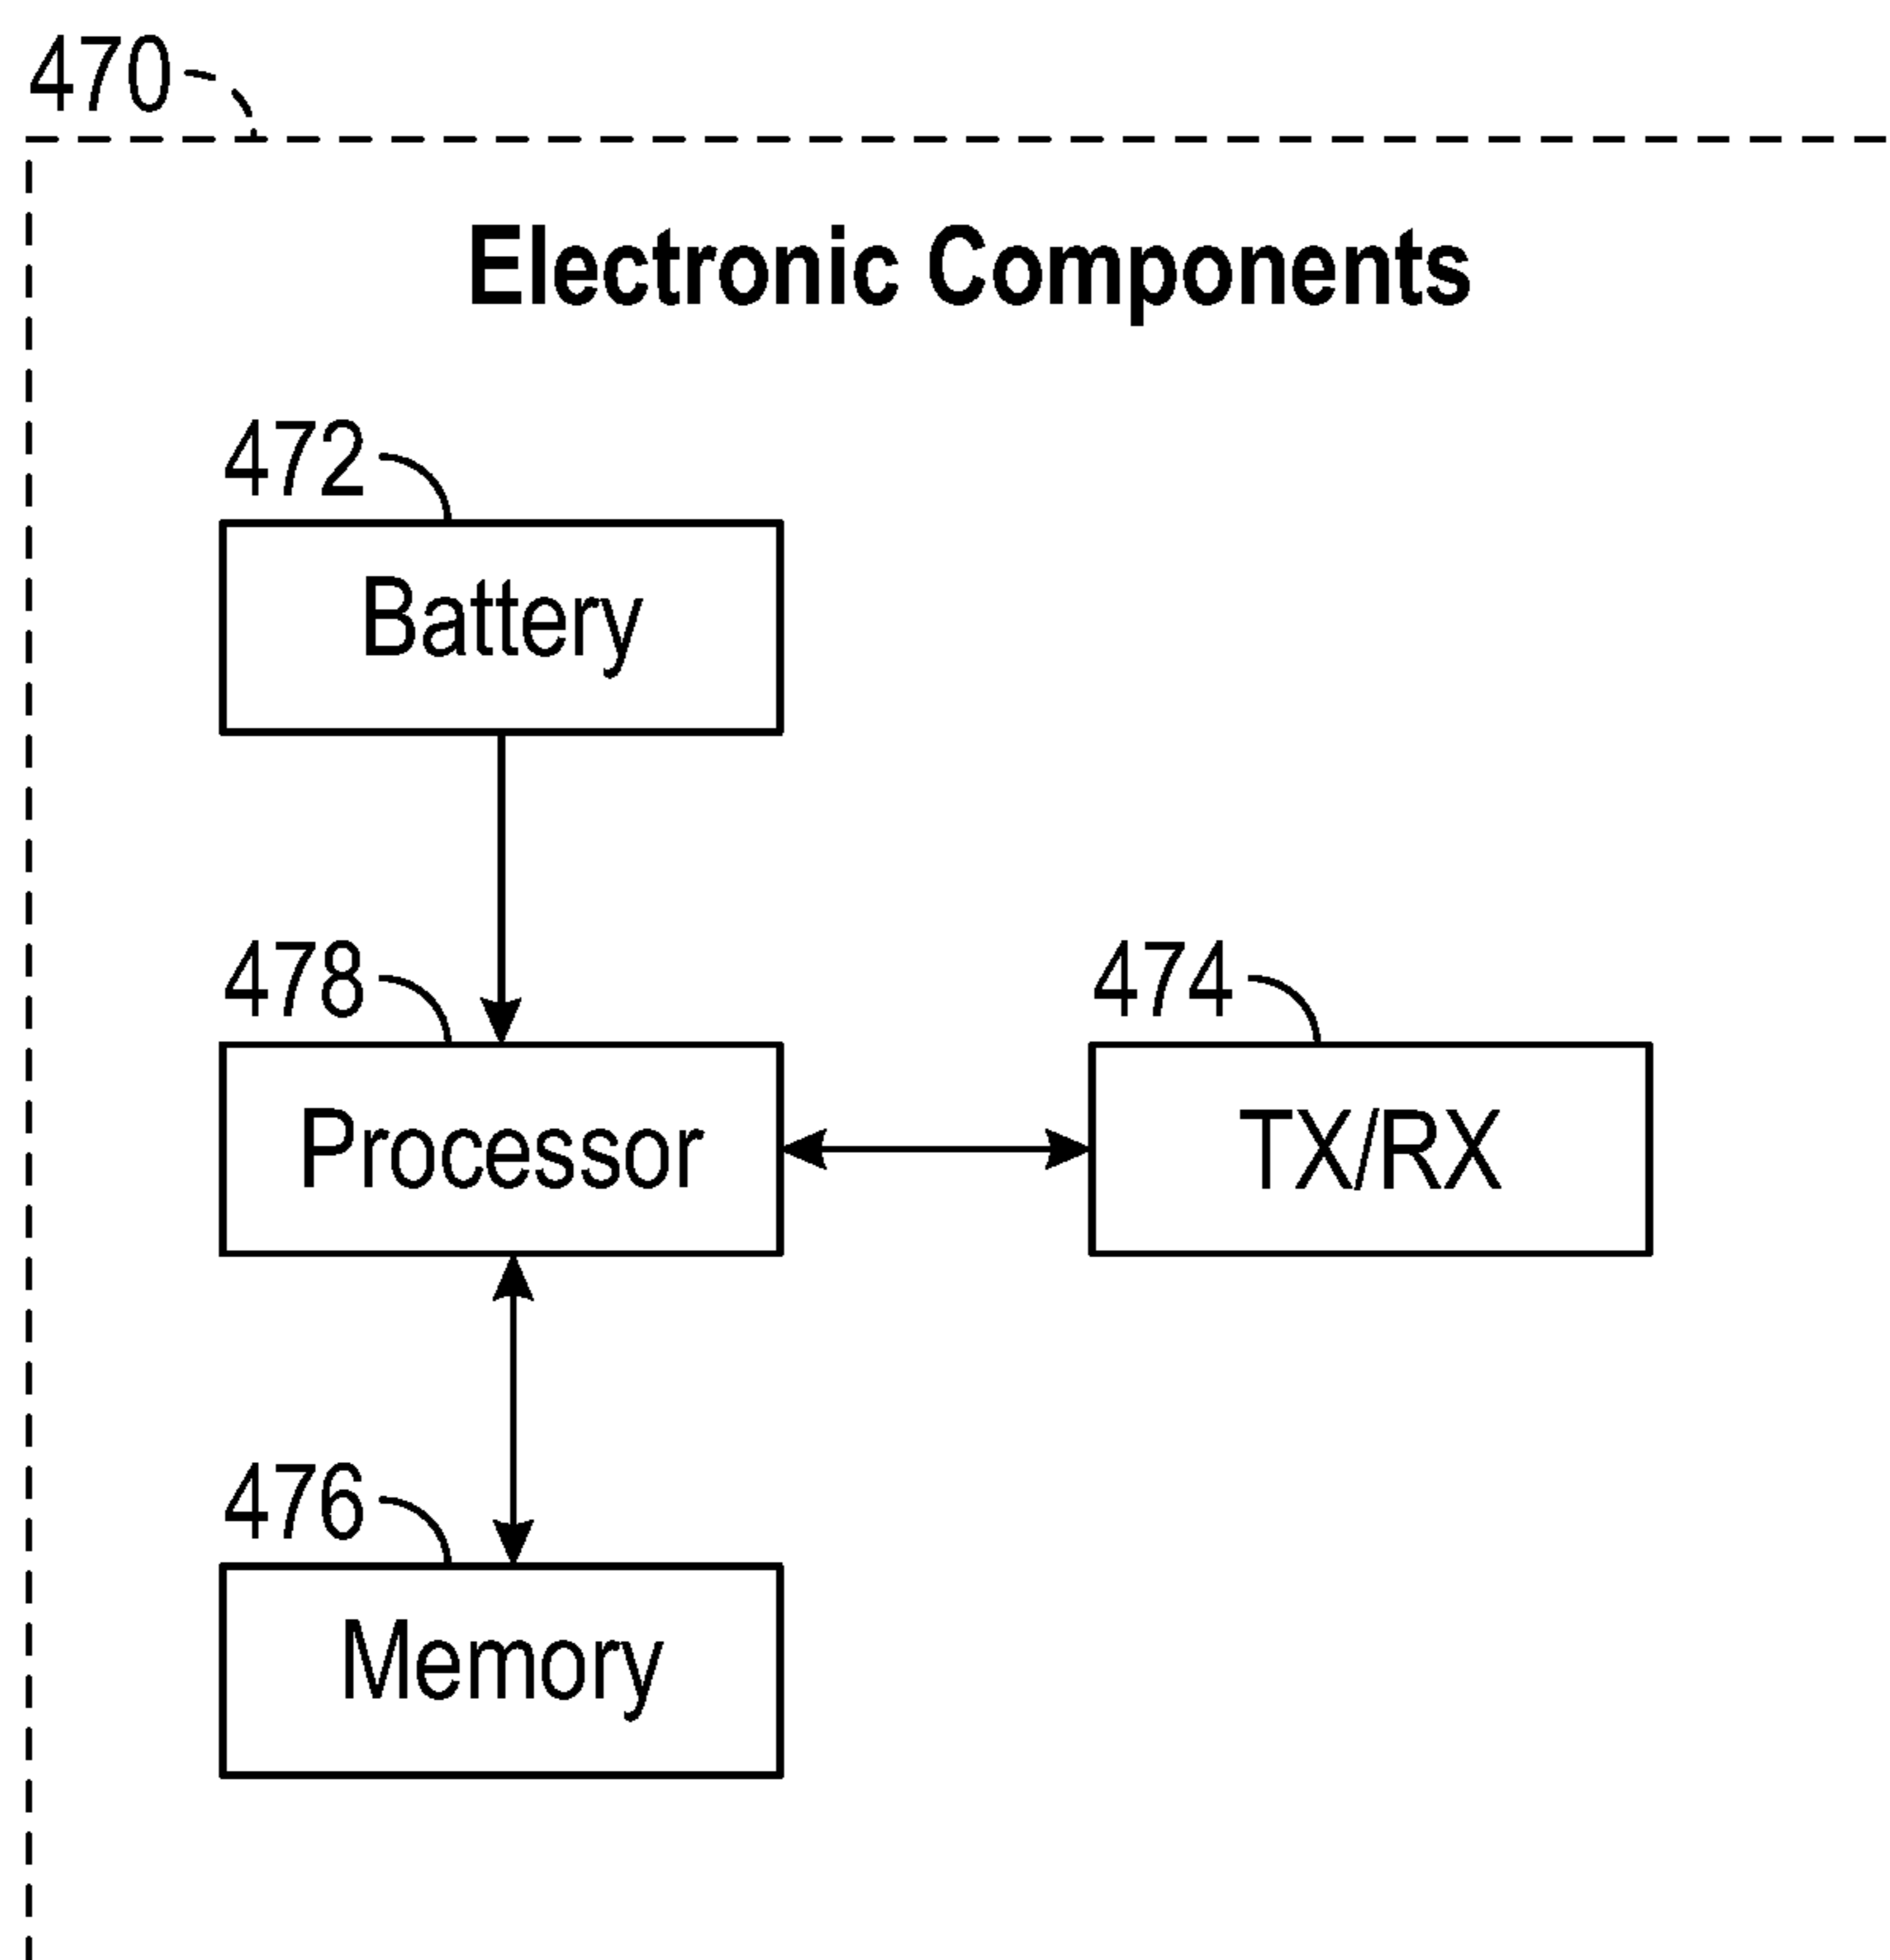 470
Electronic Components
472
Battery
478
474
Processor
TX/RX
476
Memory